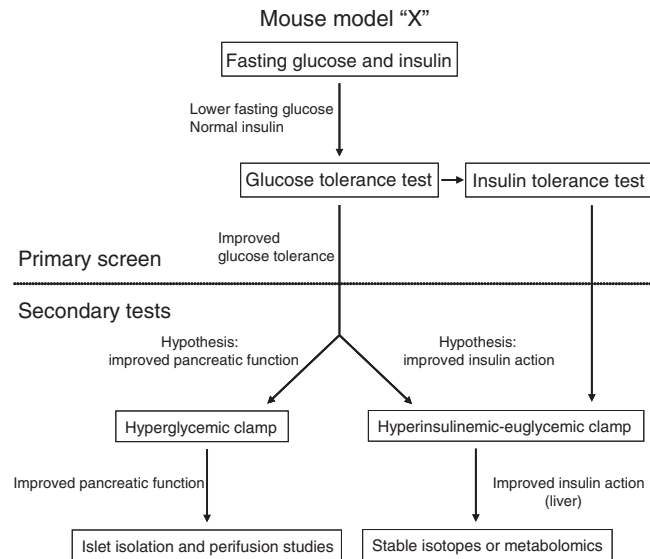 Mouse model “X”
Fasting glucose and insulin
Lower fasting glucose
Normal insulin
Glucose tolerance test
Insulin tolerance test
Improved
glucose tolerance
Primary screen
Secondary tests
Hypothesis:
improved pancreatic function
Hypothesis:
improved insulin action
Hyperglycemic clamp
Hyperinsulinemic-euglycemic clamp
Improved pancreatic function
Improved insulin action
(liver)
Islet isolation and perifusion studies
Stable isotopes or metabolomics